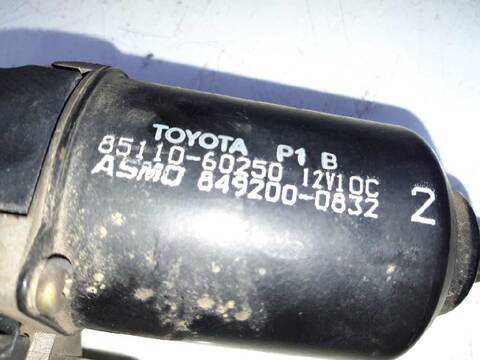 TOYOTA P1 B
85110-60250 12V10C
ASMO 849200-0832
2